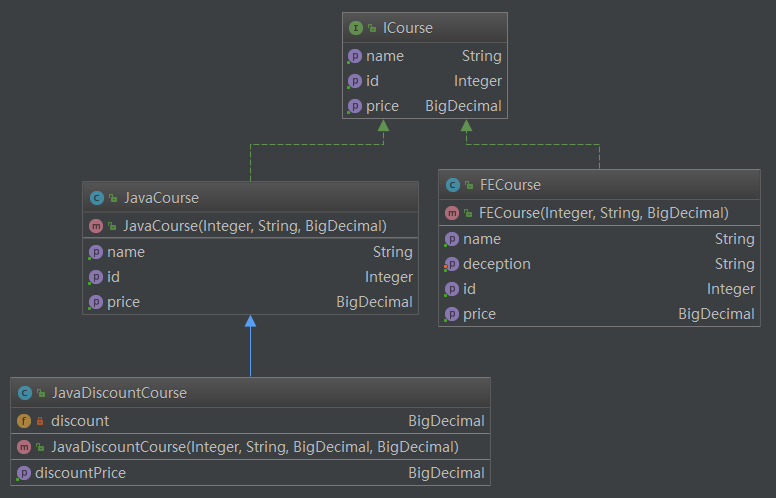 ICourse
name String
id Integer
price BigDecimal
JavaCourse
JavaCourse(Integer, String, BigDecimal)
name String
id Integer
price BigDecimal
FECourse
FECourse(Integer, String, BigDecimal)
name String
deception String
id Integer
price BigDecimal
JavaDiscountCourse
discount BigDecimal
JavaDiscountCourse(Integer, String, BigDecimal, BigDecimal)
discountPrice BigDecimal